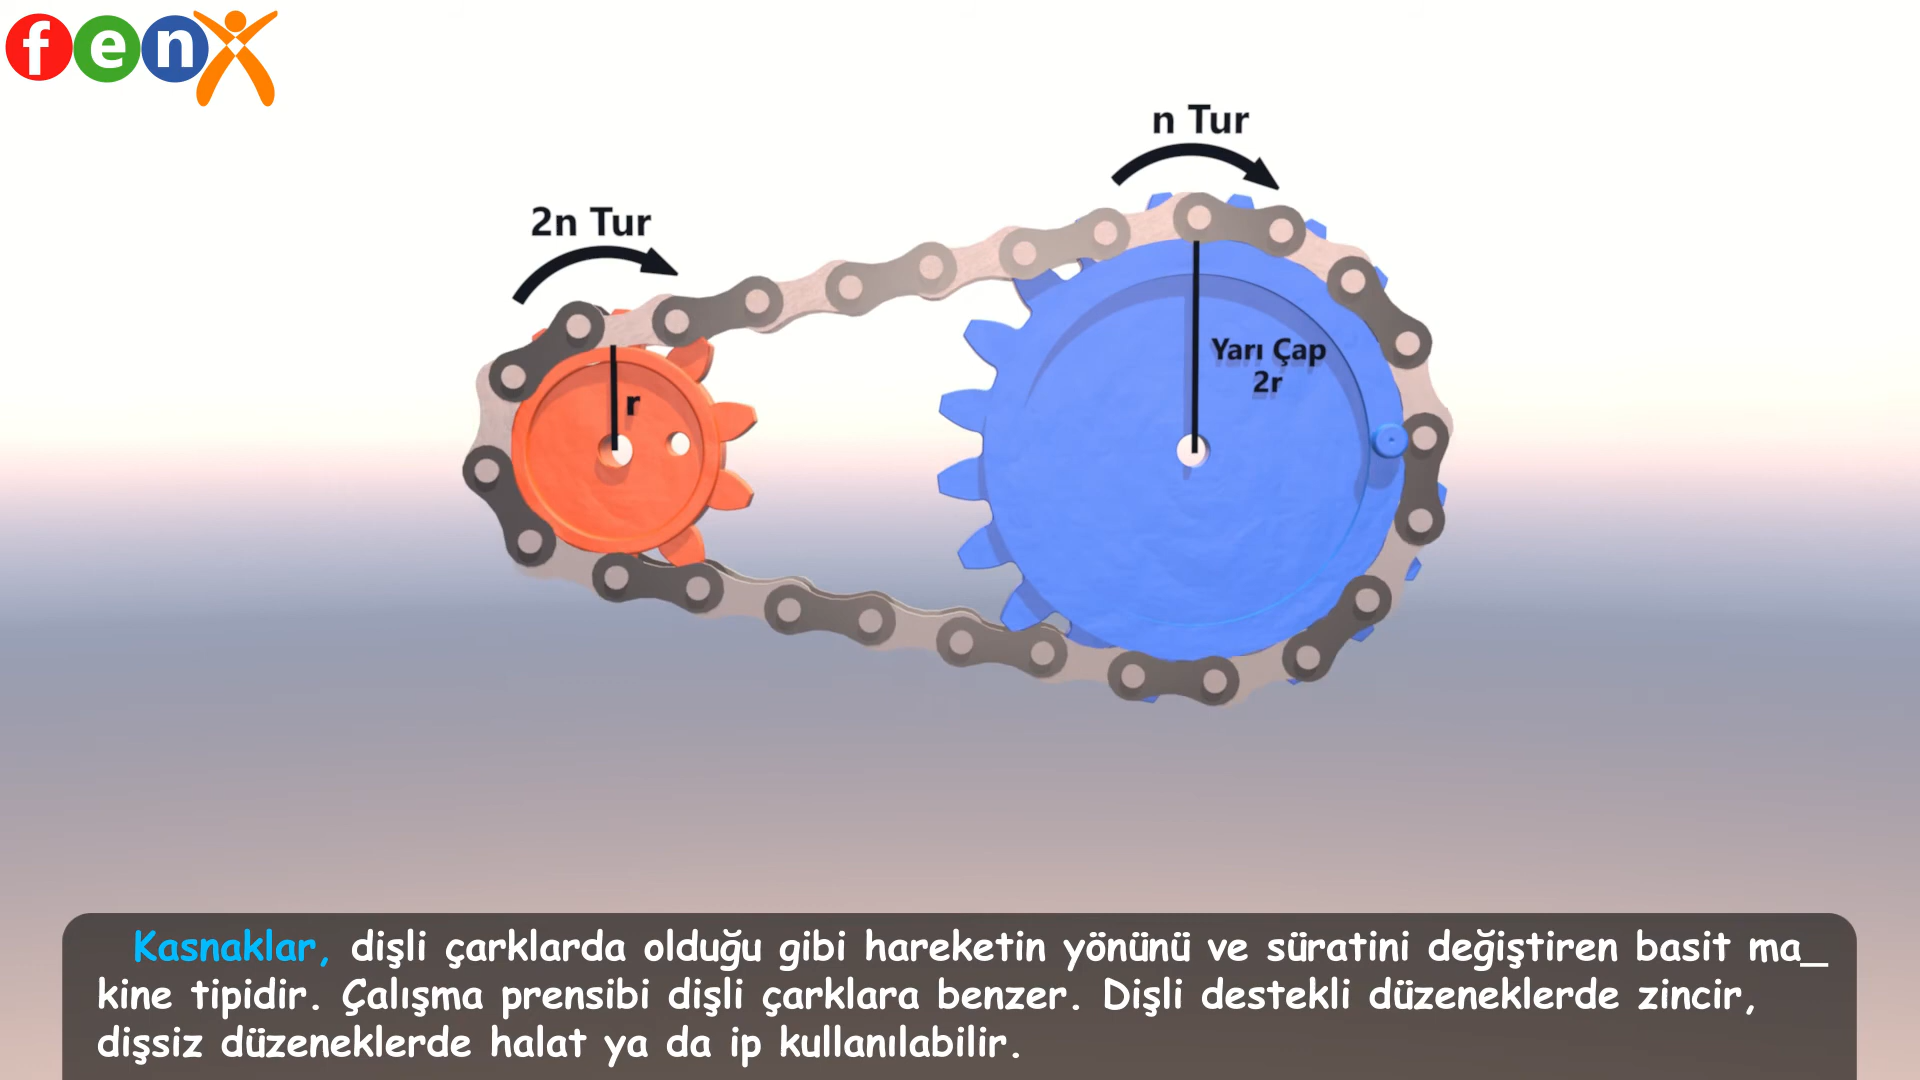 fenX
n Tur
2n Tur
Yarı Çap
2r
r
Kasnaklar, dişli çarklarda olduğu gibi hareketin yönünü ve süratini değiştiren basit ma_
kine tipidir. Çalışma prensibi dişli çarklara benzer. Dişli destekli düzeneklerde zincir,
dişsiz düzeneklerde halat ya da ip kullanılabilir.